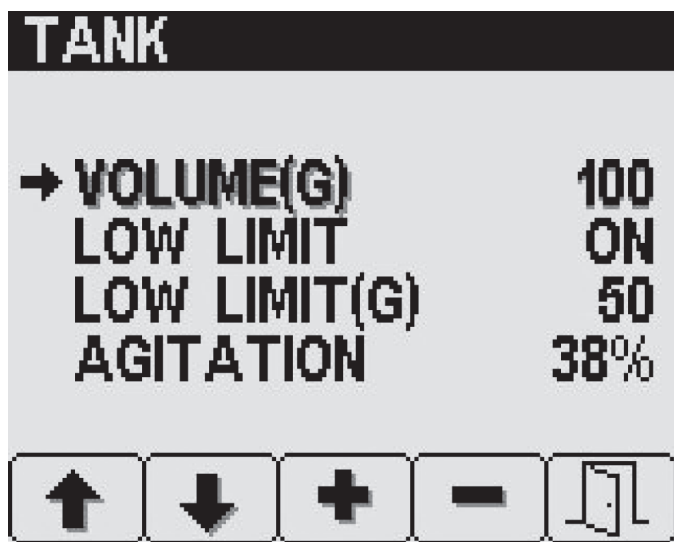 TANK
VOLUME(G) 100
LOW LIMIT ON
LOW LIMIT(G) 50
AGITATION 38%